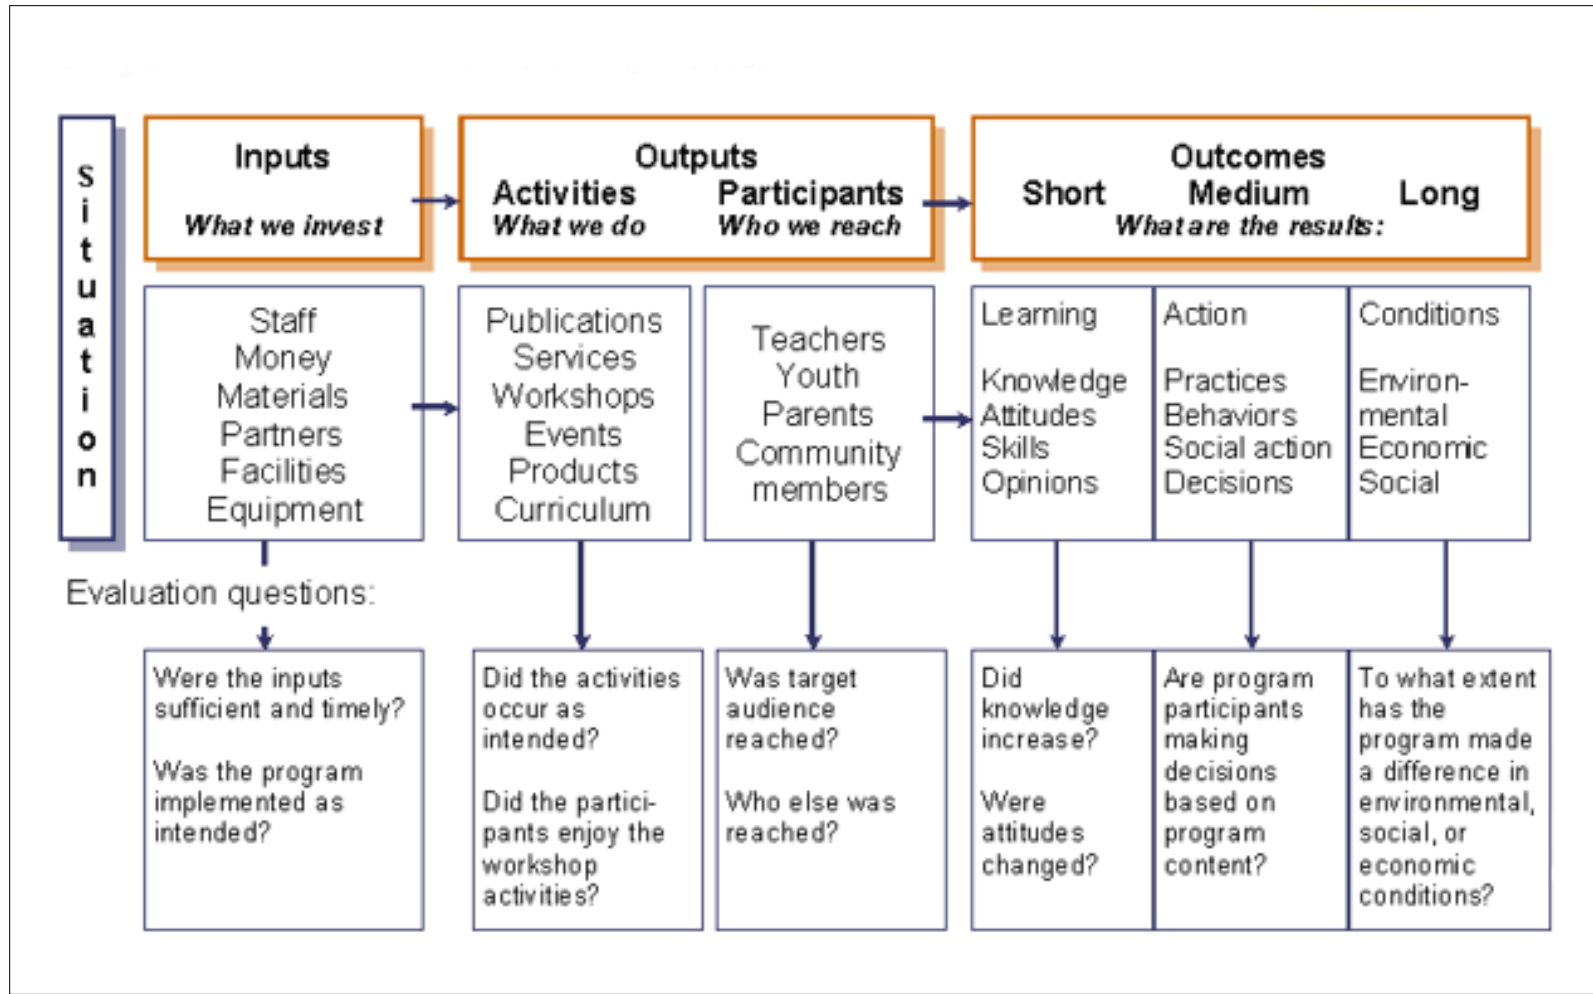 Situation
Inputs
What we invest
Outputs
Activities Participants
What we do Who we reach
Outcomes
Short Medium Long
What are the results:
Staff
Money
Materials
Partners
Facilities
Equipment
Publications
Services
Workshops
Events
Products
Curriculum
Teachers
Youth
Parents
Community
members
Learning
Knowledge
Attitudes
Skills
Opinions
Action
Practices
Behaviors
Social action
Decisions
Conditions
Environ-
mental
Economic
Social
Evaluation questions:
Were the inputs
sufficient and timely?
Was the program
implemented as
intended?
Did the activities
occur as
intended?
Did the partici-
pants enjoy the
workshop
activities?
Was target
audience
reached?
Who else was
reached?
Did
knowledge
increase?
Were
attitudes
changed?
Are program
participants
making
decisions
based on
program
content?
To what extent
has the
program made
a difference in
environmental,
social, or
economic
conditions?